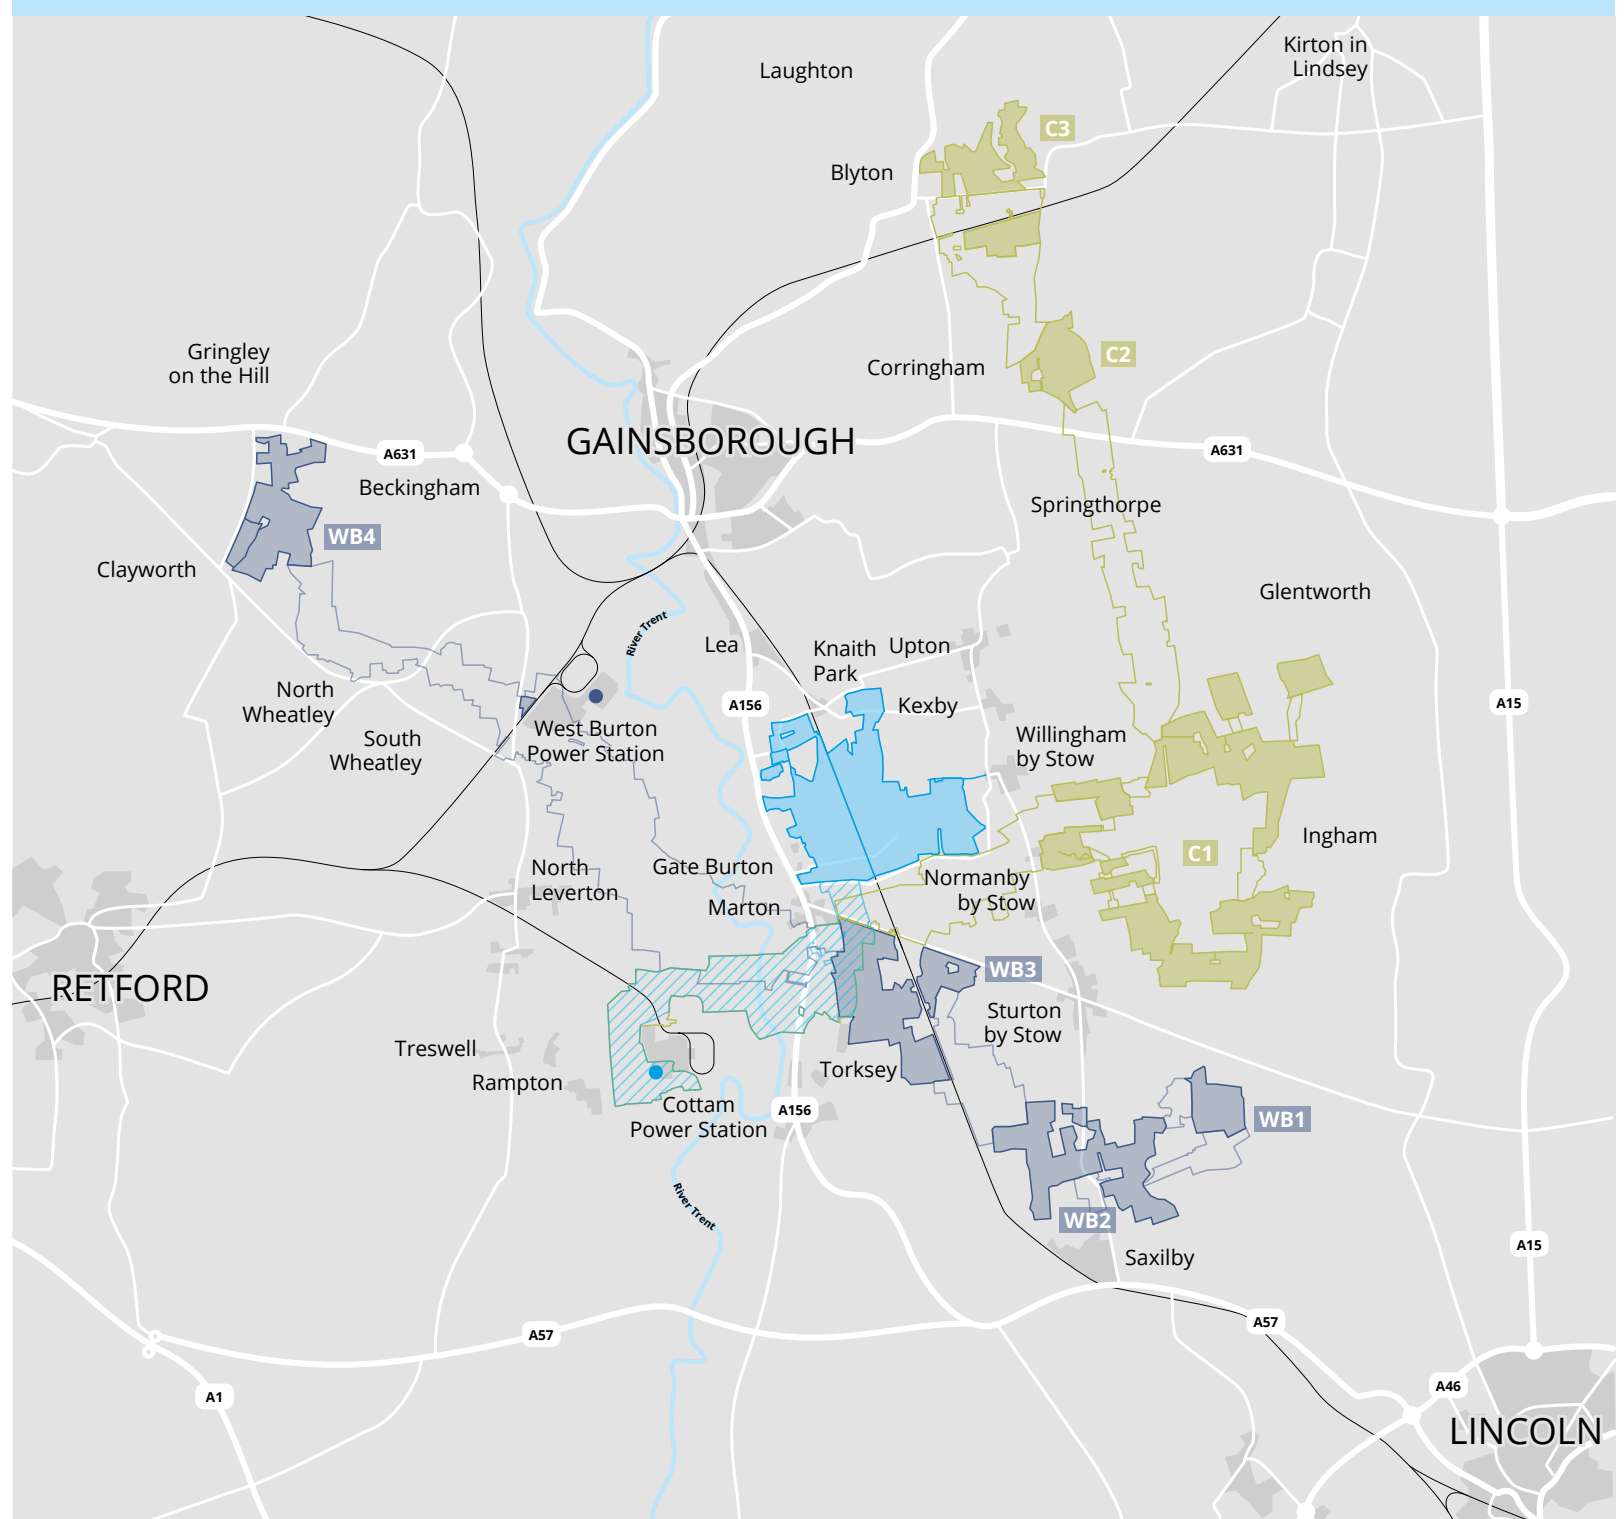 Kirton in
Lindsey
Laughton
C3
Blyton
Gringley
on the Hill
C2
Corringham
GAINSBOROUGH
A631
A631
Beckingham
Springthorpe
WB4
Clayworth
Glentworth
River Trent
Lea
Knaith
Park
Upton
North
Wheatley
A156
Kexby
A15
South
Wheatley
West Burton
Power Station
Willingham
by Stow
Ingham
C1
North
Leverton
Gate Burton
Normanby
by Stow
Marton
RETFORD
WB3
Sturton
by Stow
Treswell
Rampton
Torksey
Cottam
Power Station
A156
WB1
River Trent
WB2
Saxilby
A15
A57
A57
A1
A46
LINCOLN